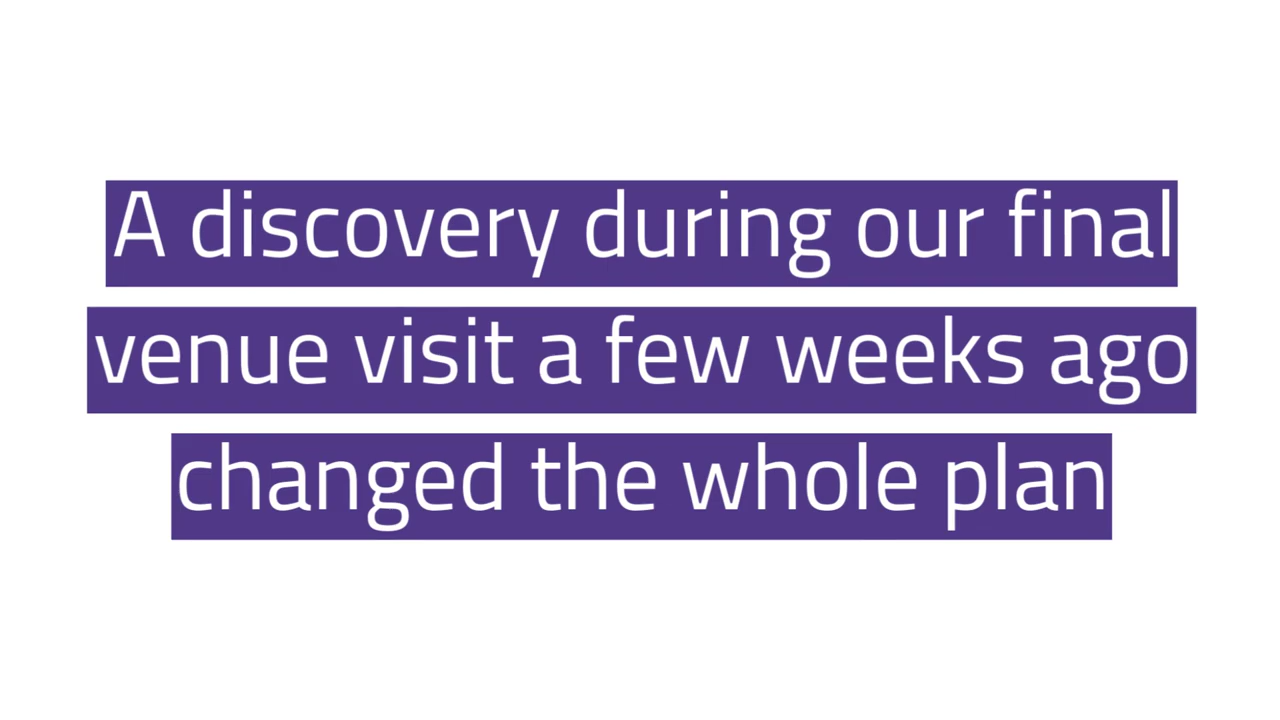 A discovery during our final
venue visit a few weeks ago
changed the whole plan